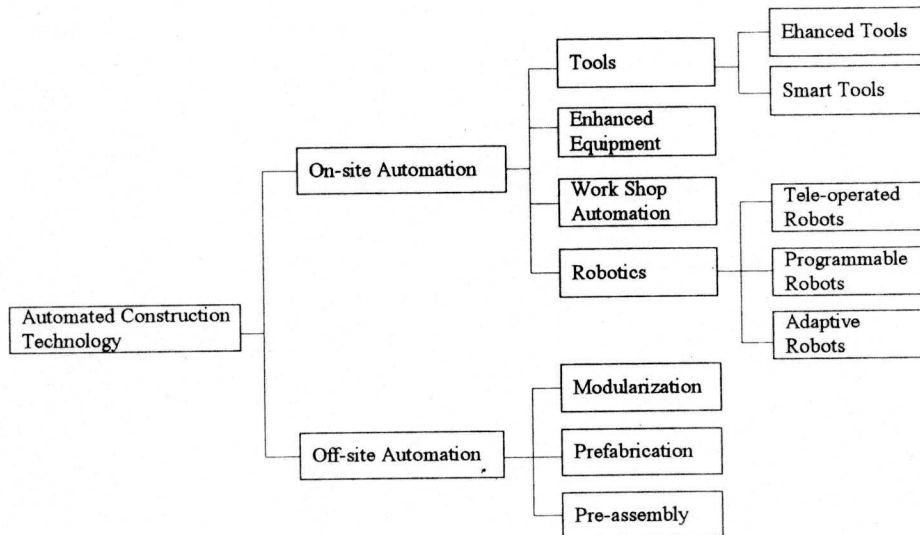 Ehanced Tools
Tools
Smart Tools
Enhanced
Equipment
On-site Automation
Work Shop
Automation
Tele-operated
Robots
Robotics
Programmable
Robots
Automated Construction
Technology
Adaptive
Robots
Modularization
Off-site Automation
Prefabrication
Pre-assembly